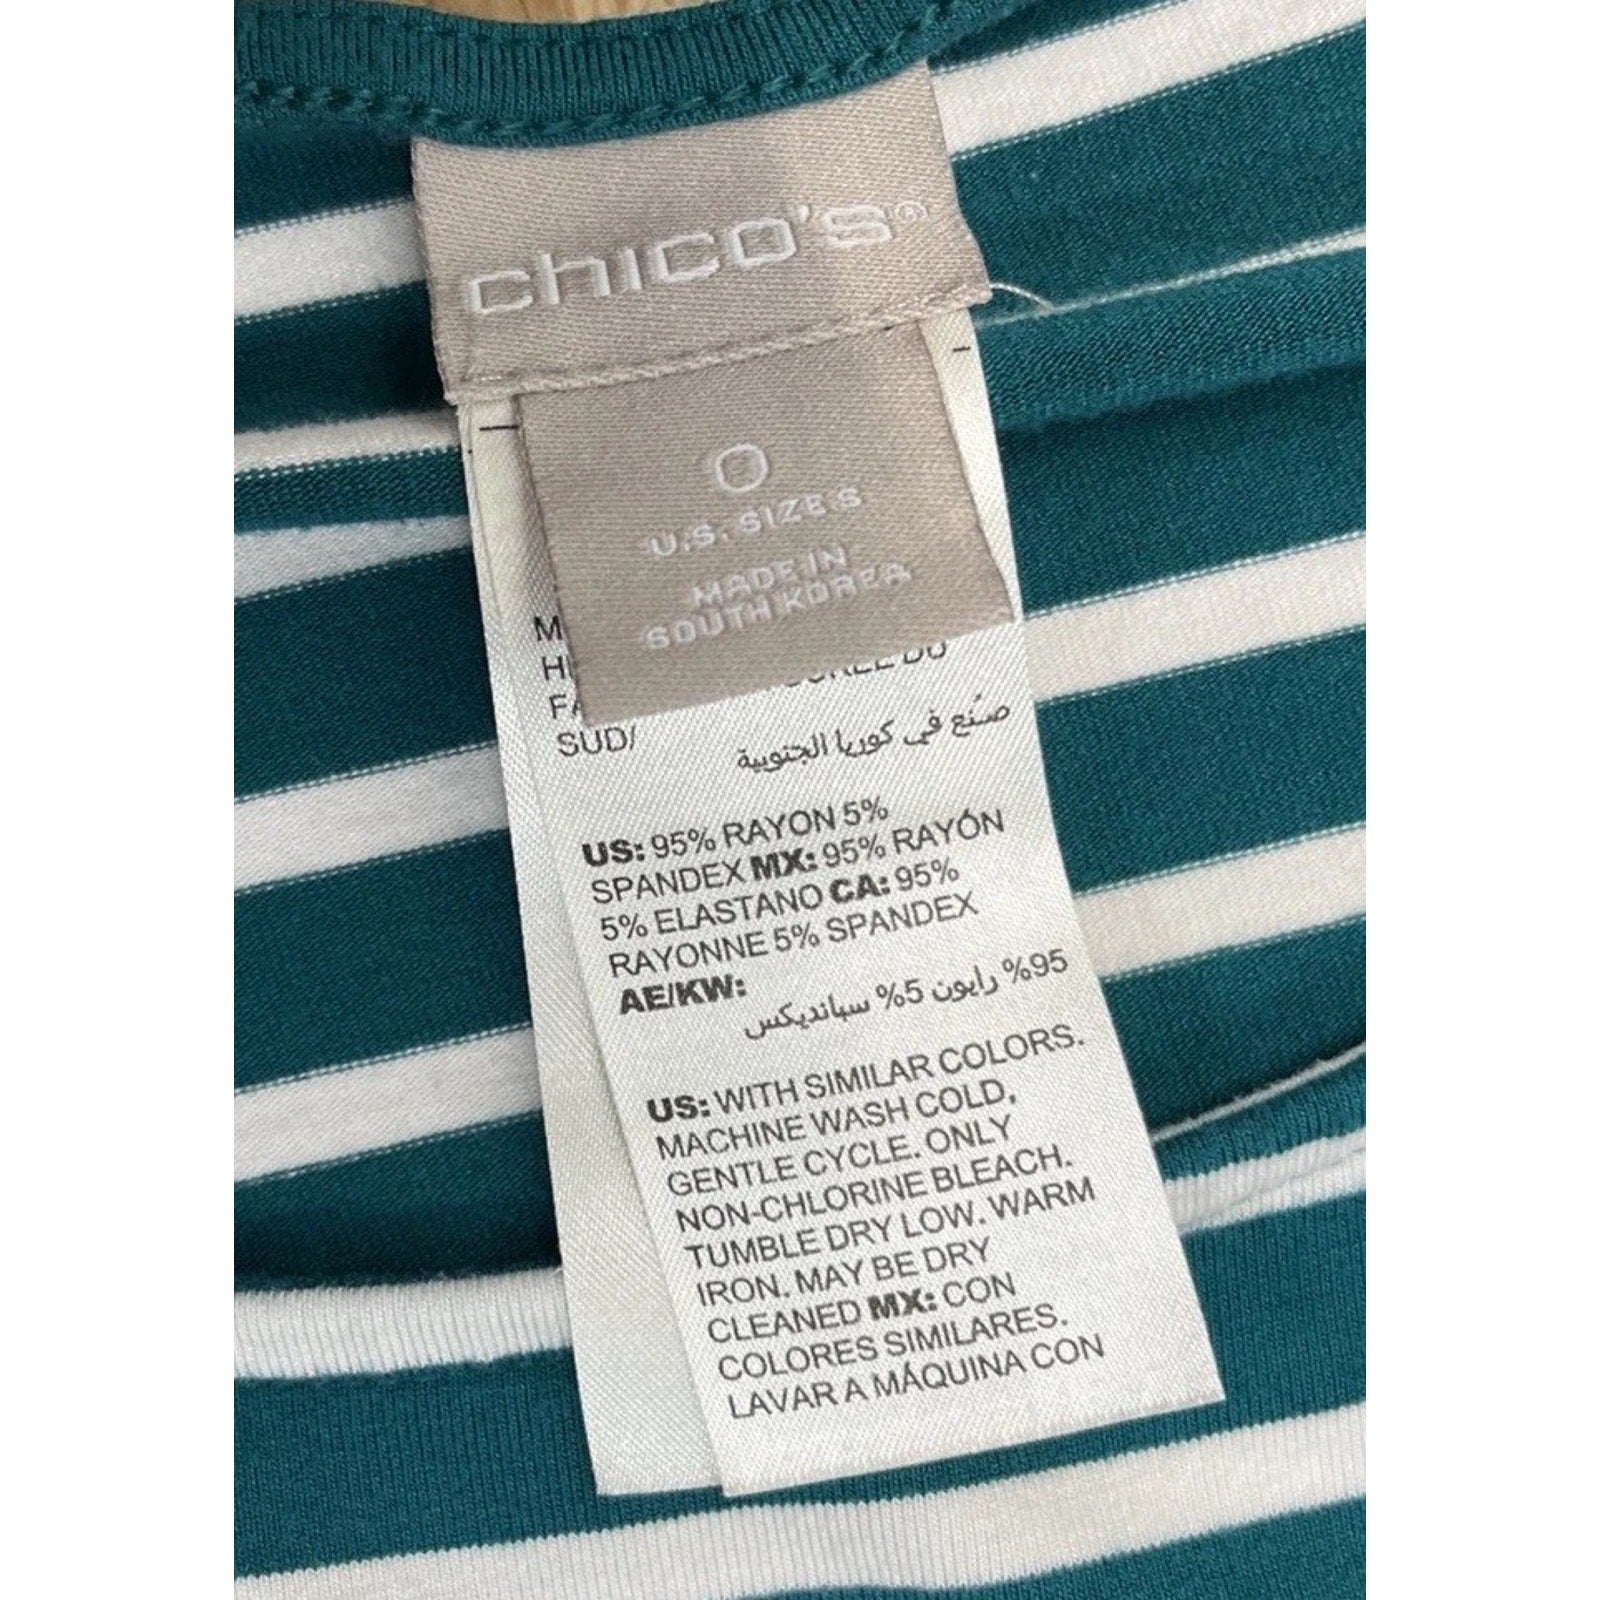 CHICO'S®
O
U.S. SIZE S
MADE IN
SOUTH KOREA
DU
SUD/
صنع في كوريا الجنوبية
US: 95% RAYON 5%
SPANDEX MX: 95% RAYÓN
5% ELASTANO CA: 95%
RAYONNE 5% SPANDEX
AE/KW:
95% رايون 5% سباندیکس
US: WITH SIMILAR COLORS.
MACHINE WASH COLD,
GENTLE CYCLE. ONLY
NON-CHLORINE BLEACH.
TUMBLE DRY LOW. WARM
IRON. MAY BE DRY
CLEANED MX: CON
COLORES SIMILARES.
LAVAR A MÁQUINA CON